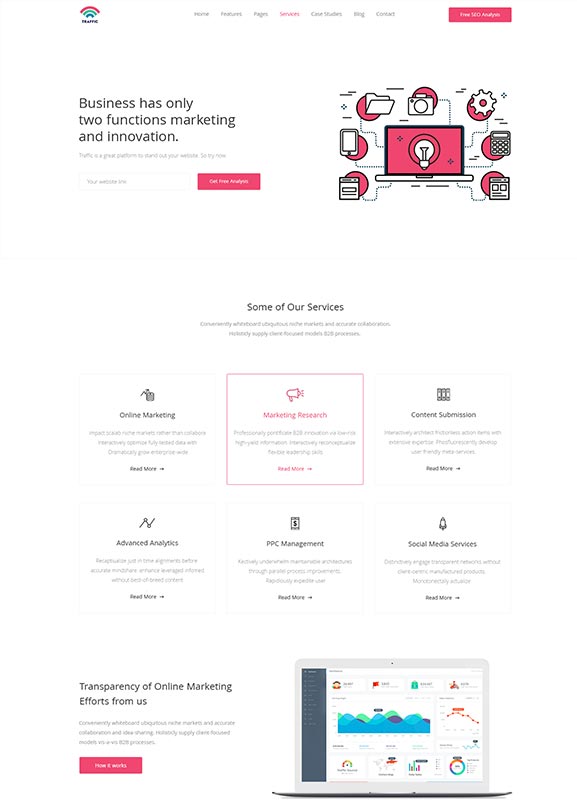 TRAFFIC
Home Features Pages Services Case Studies Blog Contact
Free SEO Analysis
Business has only
two functions marketing
and innovation.
Traffic is a great platform to stand out your website. So try now.
Your website link
Get Free Analysis
Some of Our Services
Conveniently whiteboard ubiquitous niche markets and accurate collaboration.
Holisticly supply client-focused models B2B processes.
Online Marketing
Impact scalab niche markets rather than collabore
Interactively optimize fully tested data with
Dramatically grow enterprise-wide
Read More →
Marketing Research
Professionally pontificate B2B innovation via low-risk
high-yield information. Interactively reconceptualize
flexible leadership skills
Read More →
Content Submission
Interactively architect frictionless action items with
extensive expertise. Phosfluorescently develop
user friendly meta-services.
Read More →
Advanced Analytics
Receptualize just in time alignments before
accurate mindshare. enhance leveraged inferred
without best-of-breed content
Read More →
PPC Management
Kectively underwhelm maintainable architectures
through parallel process improvements.
Rapidiously expedite user
Read More →
Social Media Services
Distinctively engage transparent networks without
client-centric manufactured products.
Monotonectally actualize
Read More →
Transparency of Online Marketing
Efforts from us
Conveniently whiteboard ubiquitous niche markets and accurate
collaboration and idea-sharing. Holisticly supply client-focused
models vis-a-vis B2B processes.
How it works